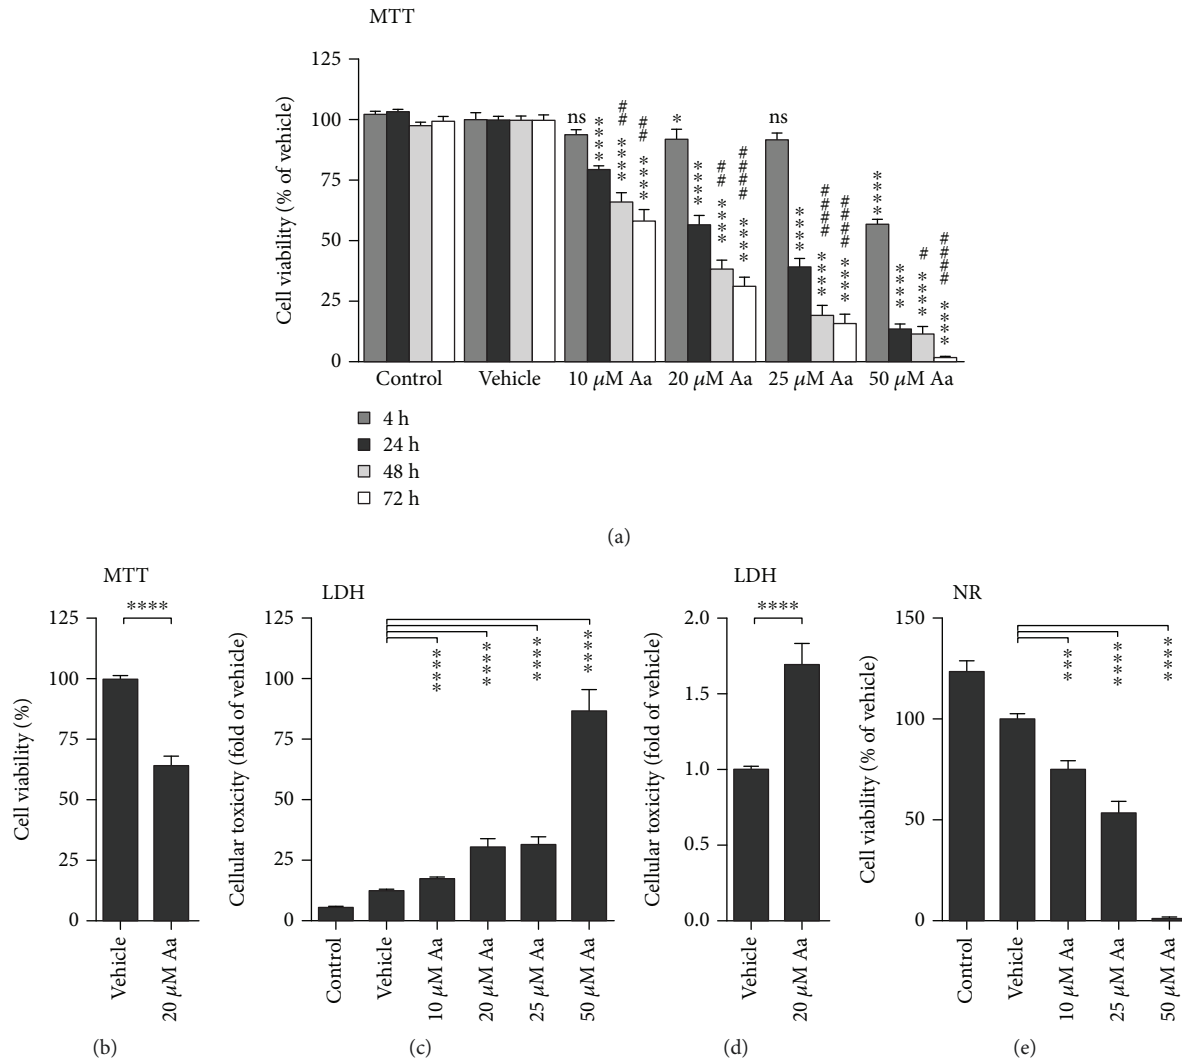 MTT
Cell viability (% of vehicle)
125
100
75
50
25
0
ns
****
****
##
****
##
*
****
****
##
****
####
ns
****
****
####
****
####
****
****
****
#
****
####
Control
Vehicle
10 μM Aa
20 μM Aa
25 μM Aa
50 μM Aa
4 h
24 h
48 h
72 h
(a)
MTT
Cell viability (%)
125
100
75
50
25
0
****
Vehicle
20 μM Aa
(b)
LDH
Cellular toxicity (fold of vehicle)
125
100
75
50
25
0
****
****
****
****
Control
Vehicle
10 μM Aa
20 μM Aa
25 μM Aa
50 μM Aa
(c)
LDH
Cellular toxicity (fold of vehicle)
2.0
1.5
1.0
0.5
0.0
****
Vehicle
20 μM Aa
(d)
NR
Cell viability (% of vehicle)
150
100
50
0
***
****
****
Control
Vehicle
10 μM Aa
25 μM Aa
50 μM Aa
(e)